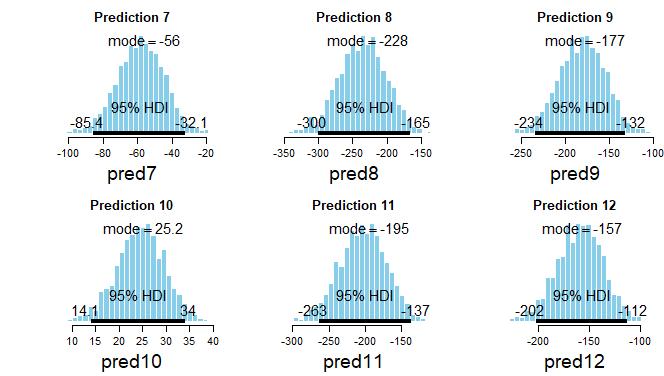 Prediction 7 Prediction 8 Prediction 9
mode = -56 mode = -228 mode = -177
95% HDI 95% HDI 95% HDI
-85.4 -32.1 -300 -165 -234 -132
-100 -80 -60 -40 -20 -350 -300 -250 -200 -150 -250 -200 -150 -100
pred7 pred8 pred9
Prediction 10 Prediction 11 Prediction 12
mode = 25.2 mode = -195 mode = -157
95% HDI 95% HDI 95% HDI
14.1 34 -263 -137 -202 -112
10 15 20 25 30 35 40 -300 -250 -200 -150 -200 -150 -100
pred10 pred11 pred12